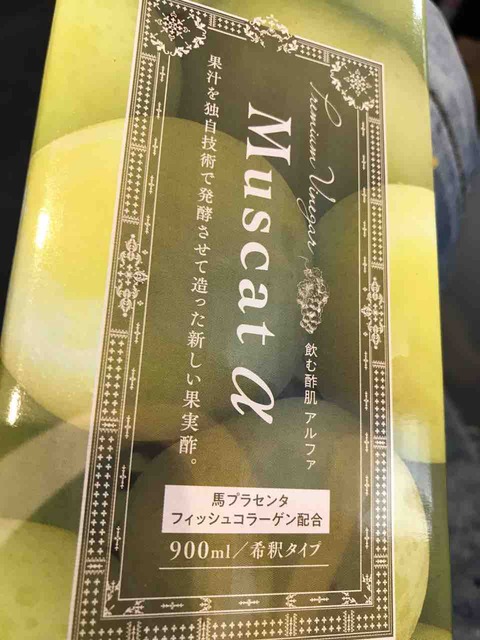 Premium Vinegar
飲む酢肌 アルファ
Muscat α
果汁を独自技術で発酵させて造った新しい果実酢。
馬プラセンタ
フィッシュコラーゲン配合
900ml/希釈タイプ